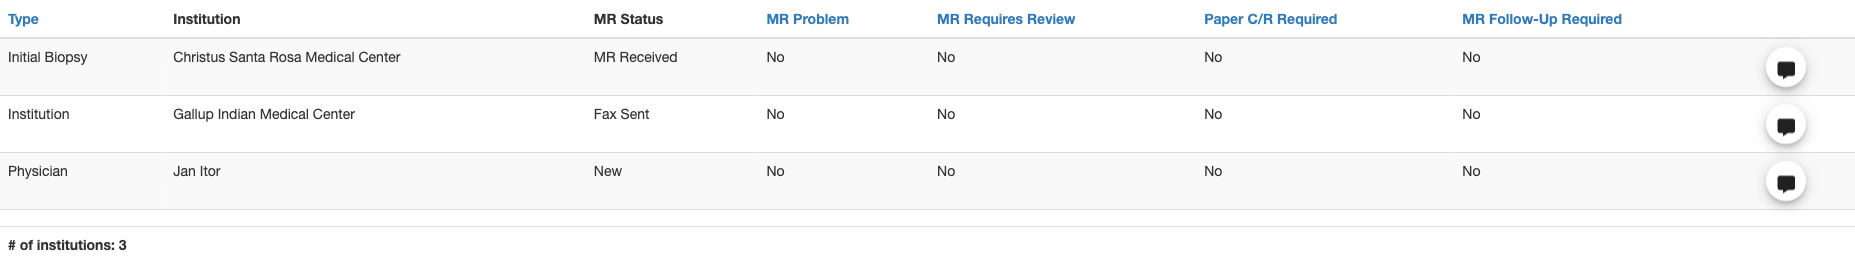 Type Institution MR Status MR Problem MR Requires Review Paper C/R Required MR Follow-Up Required
Initial Biopsy Christus Santa Rosa Medical Center MR Received No No No No
Institution Gallup Indian Medical Center Fax Sent No No No No
Physician Jan Itor New No No No No
# of institutions: 3